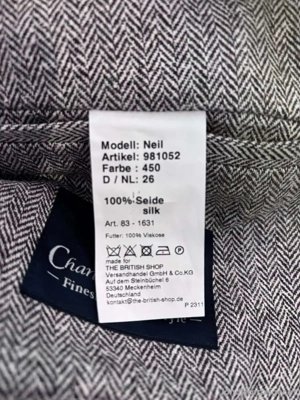 Modell: Neil
Artikel: 981052
Farbe : 450
D / NL: 26
100% Seide
silk
Art. 83 - 1631
Futter: 100% Viskose
made for
THE BRITISH SHOP
Versandhandel GmbH & Co.KG
Auf dem Steinbüchel 6
53340 Meckenheim
Deutschland
kontakt@the-british-shop.de
P 2311
Char
Fines